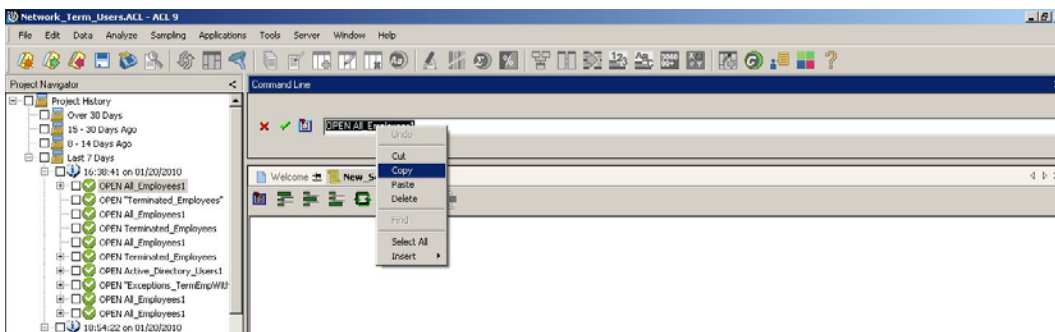 Network_Term_Users.ACL - ACL 9
File Edit Data Analyze Sampling Applications Tools Server Window Help
Project Navigator <
Command Line
Project History
Over 30 Days
15 - 30 Days Ago
8 - 14 Days Ago
Last 7 Days
16:38:41 on 01/20/2010
OPEN All_Employees1
OPEN "Terminated_Employees"
OPEN All_Employees1
OPEN Terminated_Employees
OPEN All_Employees1
OPEN Terminated_Employees
OPEN Active_Directory_Users1
OPEN "Exceptions_TermEmpWith
OPEN All_Employees1
OPEN All_Employees1
18:54:22 on 01/20/2010
OPEN All_Employees1
Undo
Cut
Copy
Paste
Delete
Find
Select All
Insert
Welcome
New_S